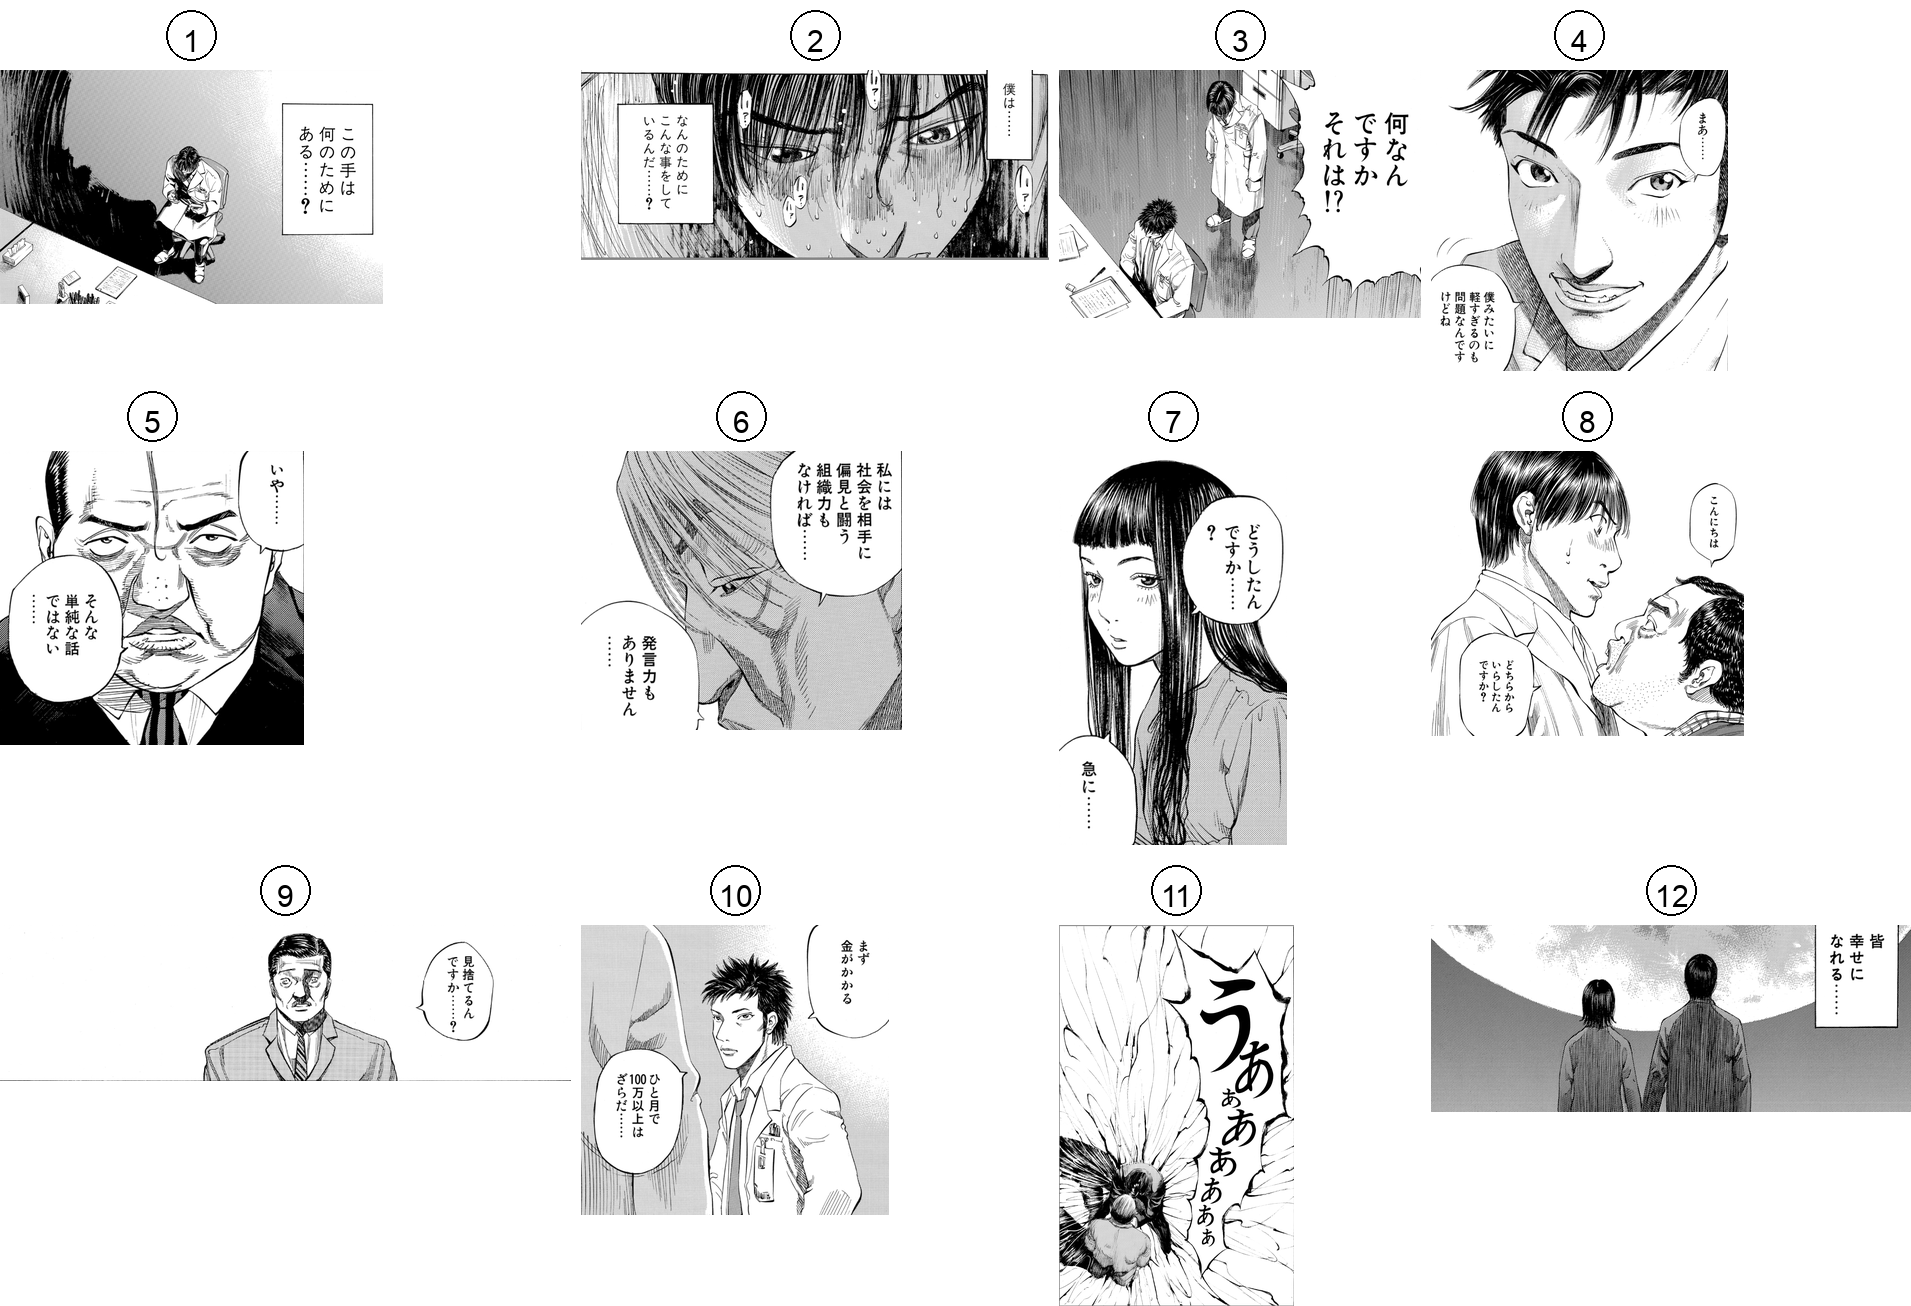 1
この手は
何のために
ある……？
2
僕は……
なんのために
こんな事をして
いるんだ……？
ハァ
ハァ
ハァ
ハァ
ハァ
3
何なん
ですか
それは!?
4
まあ…
僕みたいに
軽すぎるのも
問題なんです
けどね
5
いや……
そんな
単純な話
ではない
……
6
私には
社会を相手に
偏見と闘う
組織力も
なければ……
発言力も
ありません
……
7
どうしたん
ですか……
？
急に……
8
こんにちは
どちらから
いらしたん
ですか？
9
見捨てるん
ですか……？
10
まず
金がかかる
ひと月で
100万以上は
ざらだ……
11
うあぁあぁあぁぁ
12
皆
幸せに
なれる……